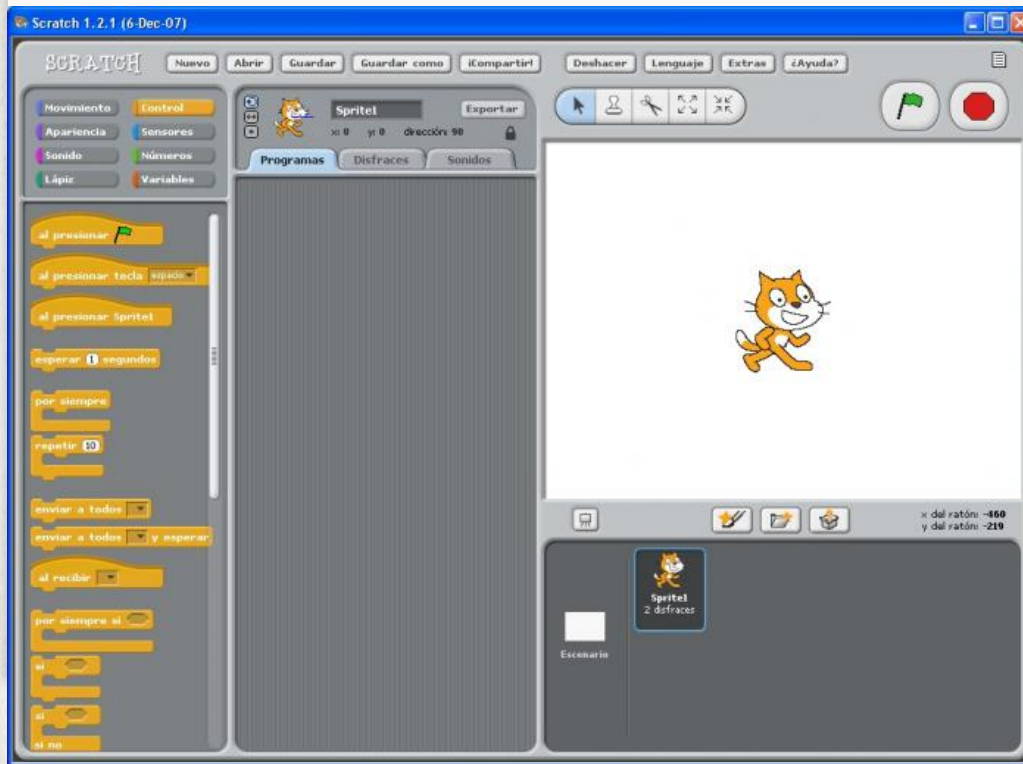 Scratch 1.2.1 (6-Dec-07)
SCRATCH
Nuevo Abrir Guardar Guardar como ¡Compartir! Deshacer Lenguaje Extras ¿Ayuda?
Movimiento Control
Apariencia Sensores
Sonido Números
Lápiz Variables
Sprite1 Exportar
x: 0 y: 0 dirección: 90
Programas Disfraces Sonidos
al presionar
al presionar tecla espacio
al presionar Sprite1
esperar 1 segundos
por siempre
repetir 10
enviar a todos
enviar a todos y esperar
al recibir
por siempre si
si
si
si no
x del ratón: -460
y del ratón: -219
Sprite1
2 disfraces
Escenario